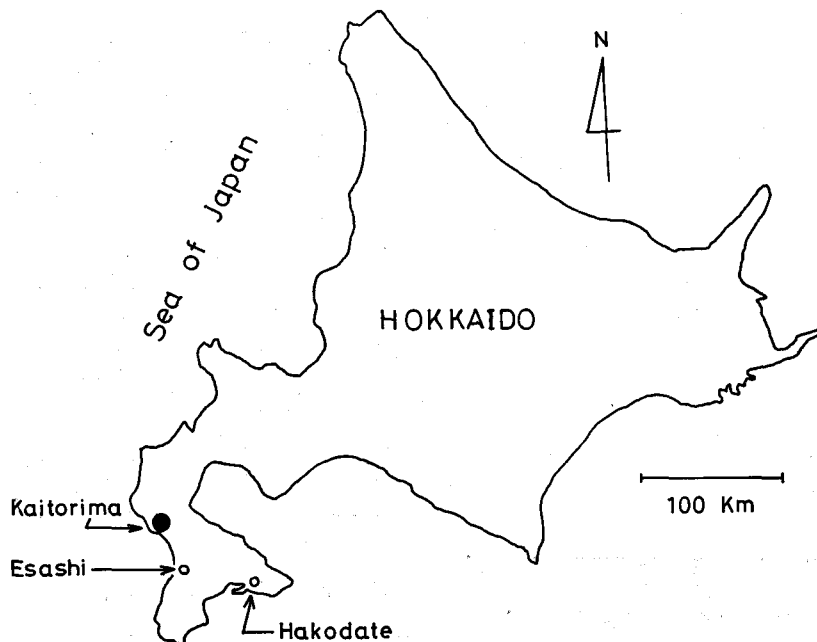 N
Sea of Japan
HOKKAIDO
100 Km
Kaitorima
Esashi
Hakodate